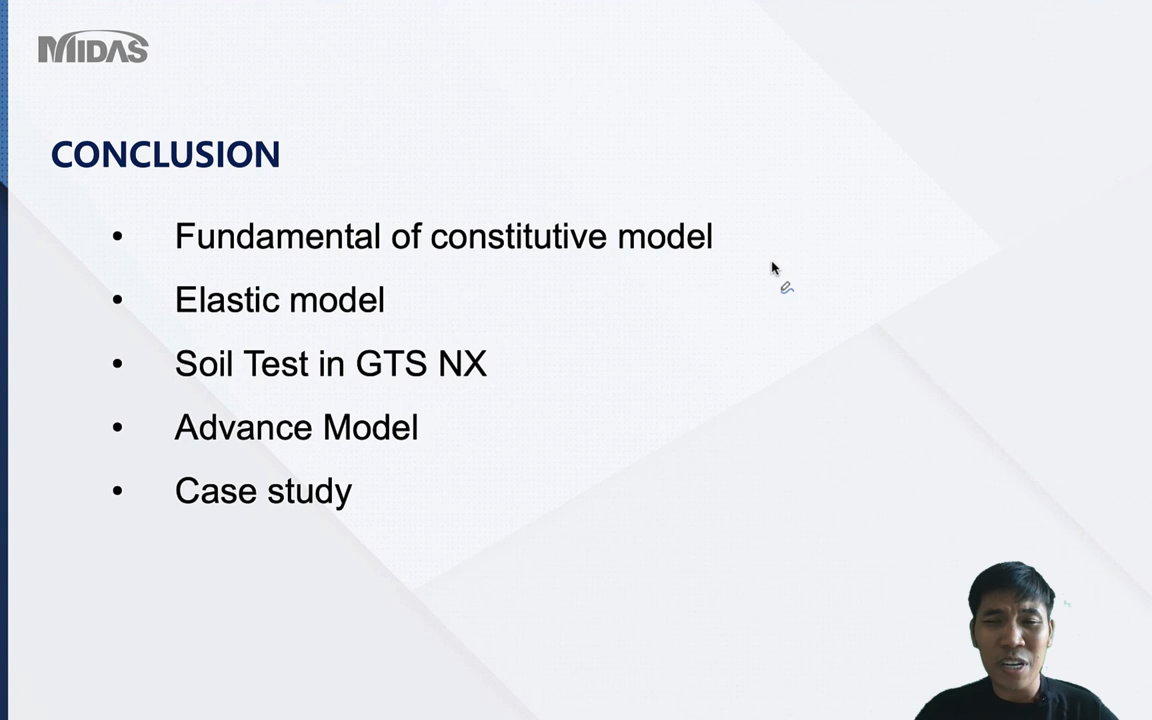 MIDAS
CONCLUSION
• Fundamental of constitutive model
• Elastic model
• Soil Test in GTS NX
• Advance Model
• Case study